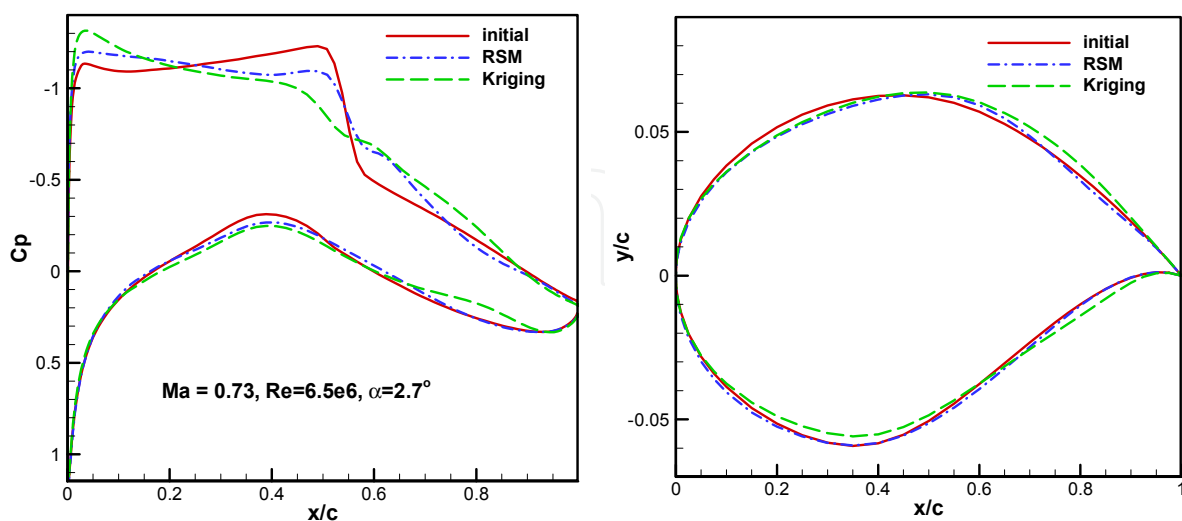 initial
RSM
Kriging
-1
-0.5
0
0.5
1
Cp
Ma = 0.73, Re=6.5e6, α=2.7°
0 0.2 0.4 0.6 0.8
x/c
initial
RSM
Kriging
0.05
0
-0.05
y/c
0 0.2 0.4 0.6 0.8 1
x/c